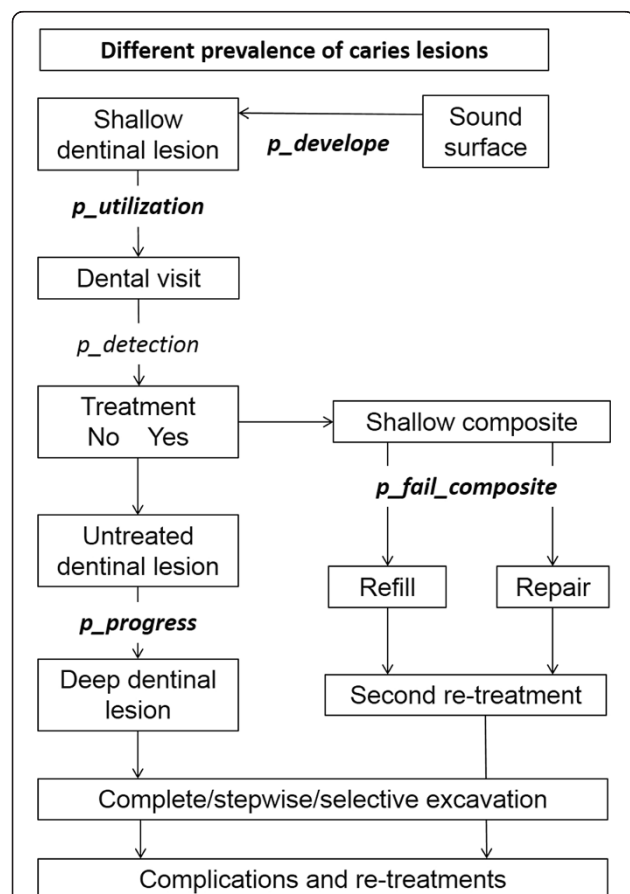 Different prevalence of caries lesions
Shallow
dentinal lesion
Sound
surface
p_develope
p_utilization
Dental visit
p_detection
Treatment
No Yes
Shallow composite
p_fail_composite
Untreated
dentinal lesion
Refill
Repair
p_progress
Deep dentinal
lesion
Second re-treatment
Complete/stepwise/selective excavation
Complications and re-treatments